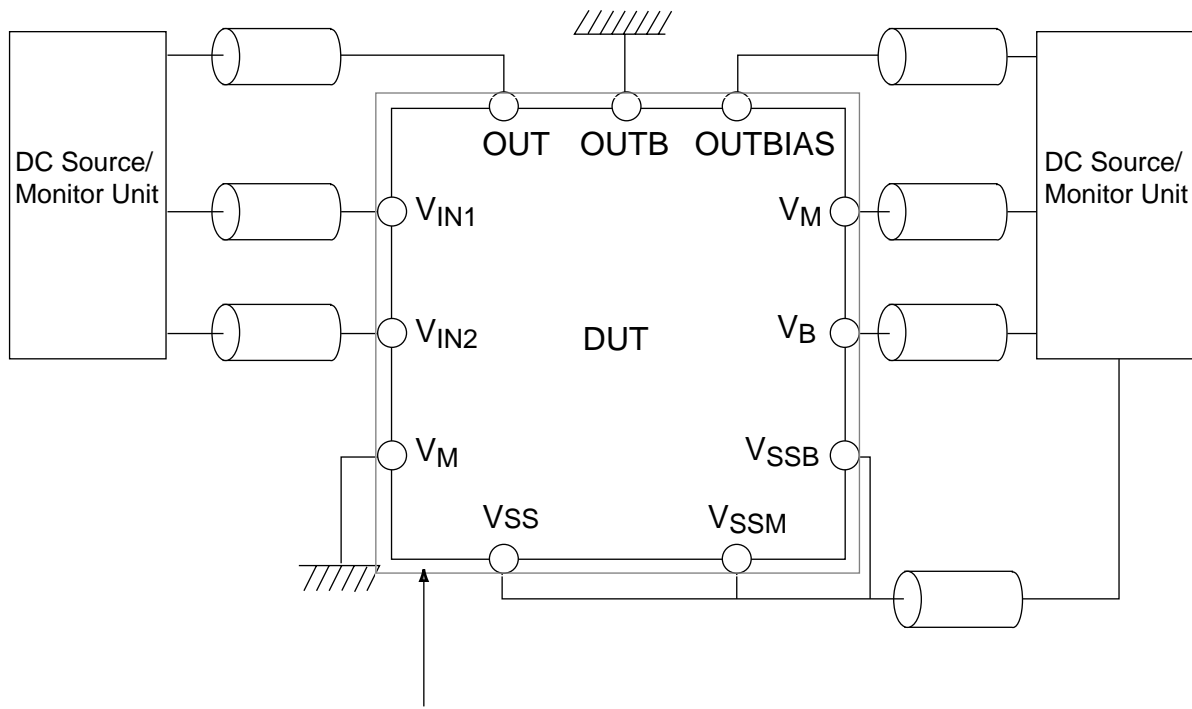 OUT OUTB OUTBIAS
DC Source/
Monitor Unit
DC Source/
Monitor Unit
VIN1
VM
VIN2
DUT
VB
VM
VSSB
VSS
VSSM